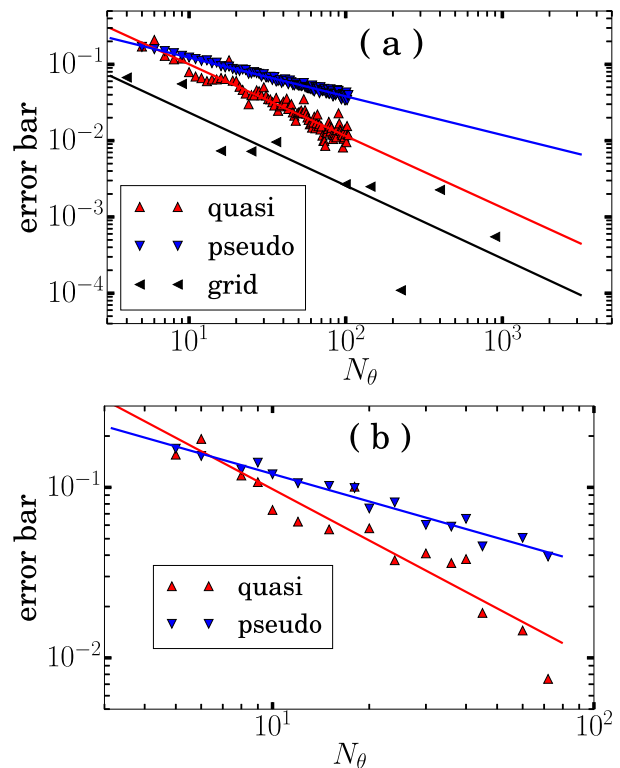 ( a )
error bar
10^{-1}
10^{-2}
10^{-3}
10^{-4}
quasi
pseudo
grid
10^1 10^2 10^3
N_θ
( b )
error bar
10^{-1}
10^{-2}
quasi
pseudo
10^1 10^2
N_θ